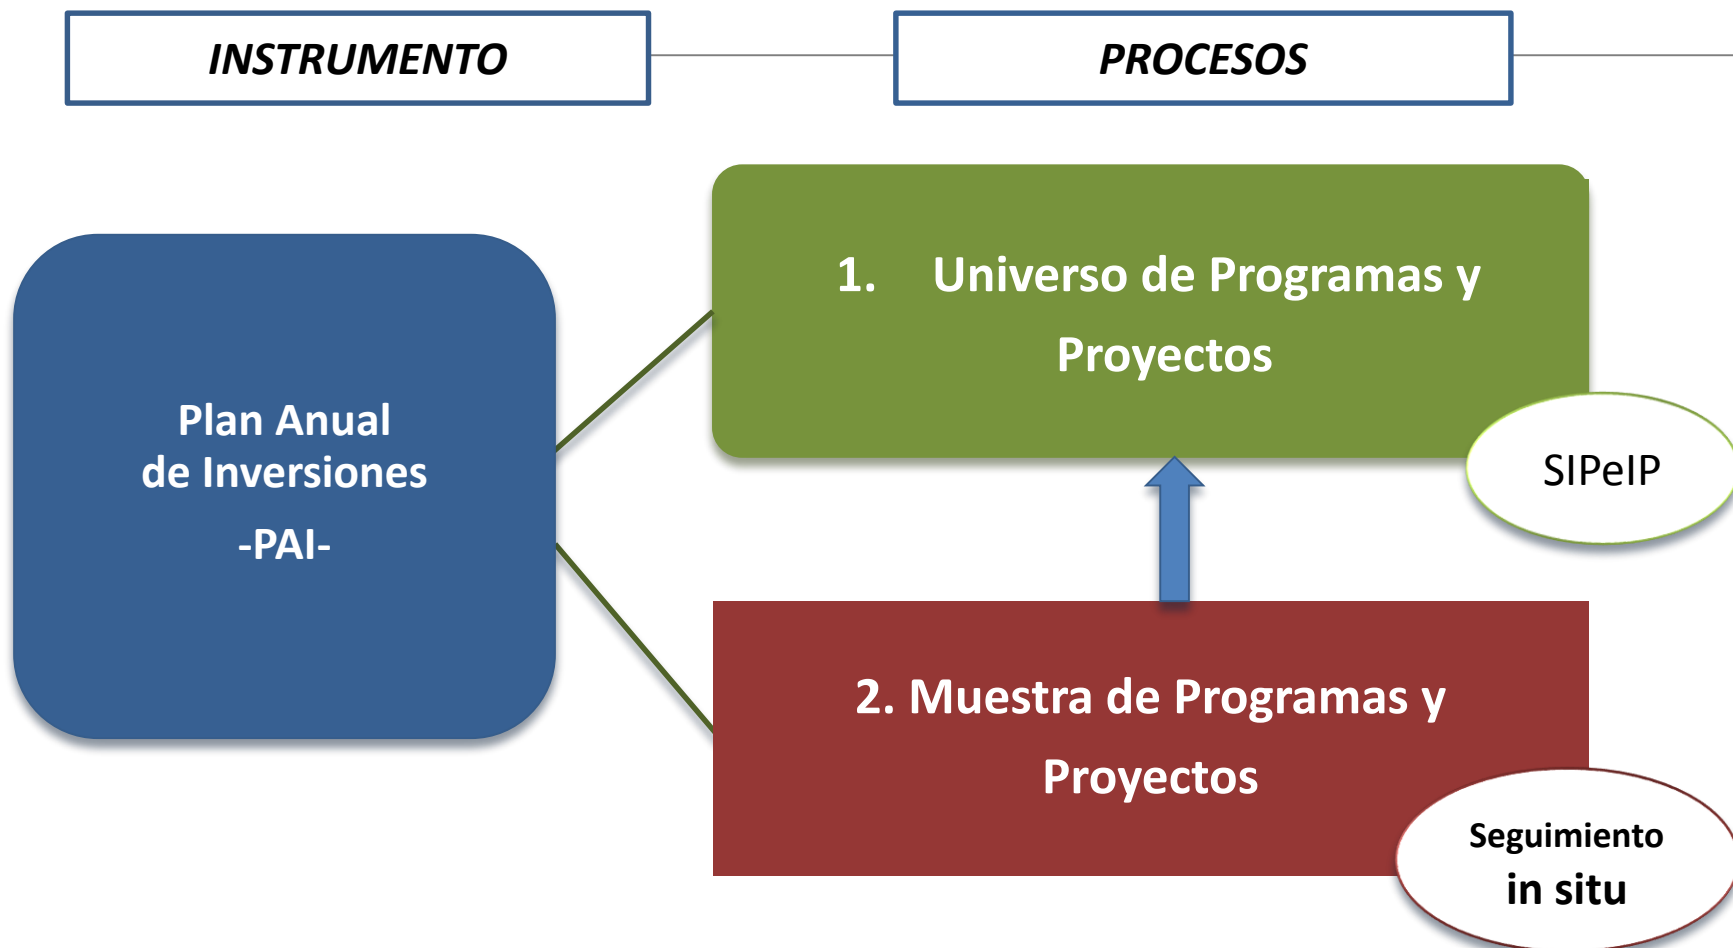 INSTRUMENTO
PROCESOS
Plan Anual
de Inversiones
-PAI-
1. Universo de Programas y
Proyectos
SIPeIP
2. Muestra de Programas y
Proyectos
Seguimiento
in situ